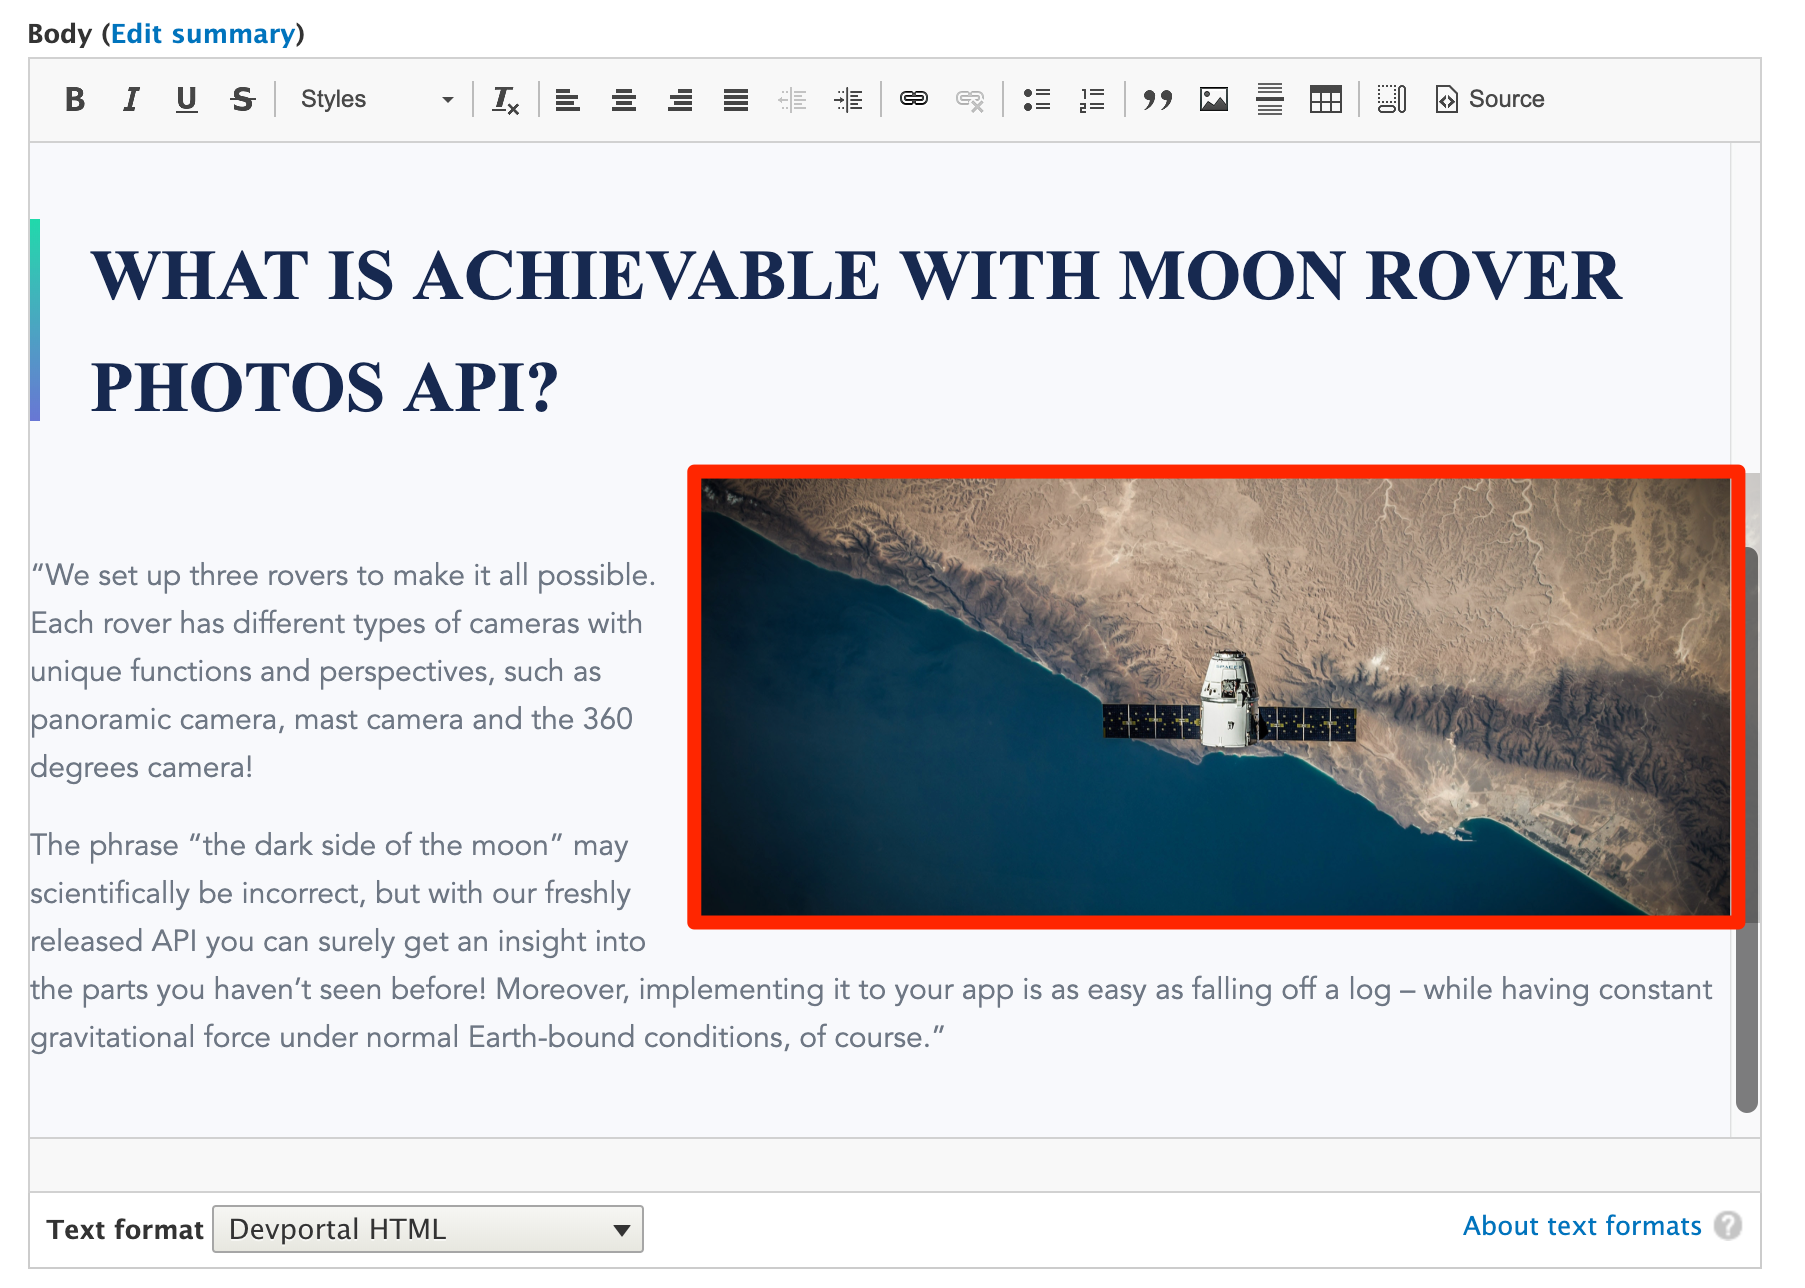 Body (Edit summary)
B I U S Styles Tx Source
WHAT IS ACHIEVABLE WITH MOON ROVER
PHOTOS API?
“We set up three rovers to make it all possible.
Each rover has different types of cameras with
unique functions and perspectives, such as
panoramic camera, mast camera and the 360
degrees camera!
The phrase “the dark side of the moon” may
scientifically be incorrect, but with our freshly
released API you can surely get an insight into
the parts you haven’t seen before! Moreover, implementing it to your app is as easy as falling off a log – while having constant
gravitational force under normal Earth-bound conditions, of course.”
Text format Devportal HTML
About text formats ?